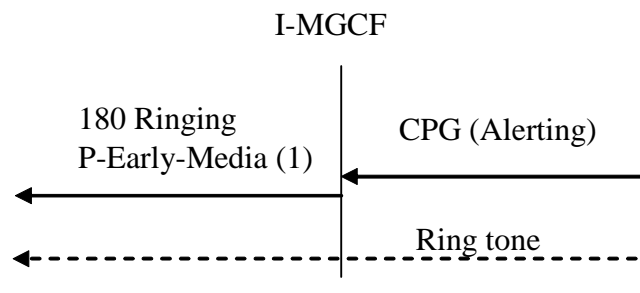 I-MGCF
180 Ringing
P-Early-Media (1)
CPG (Alerting)
Ring tone